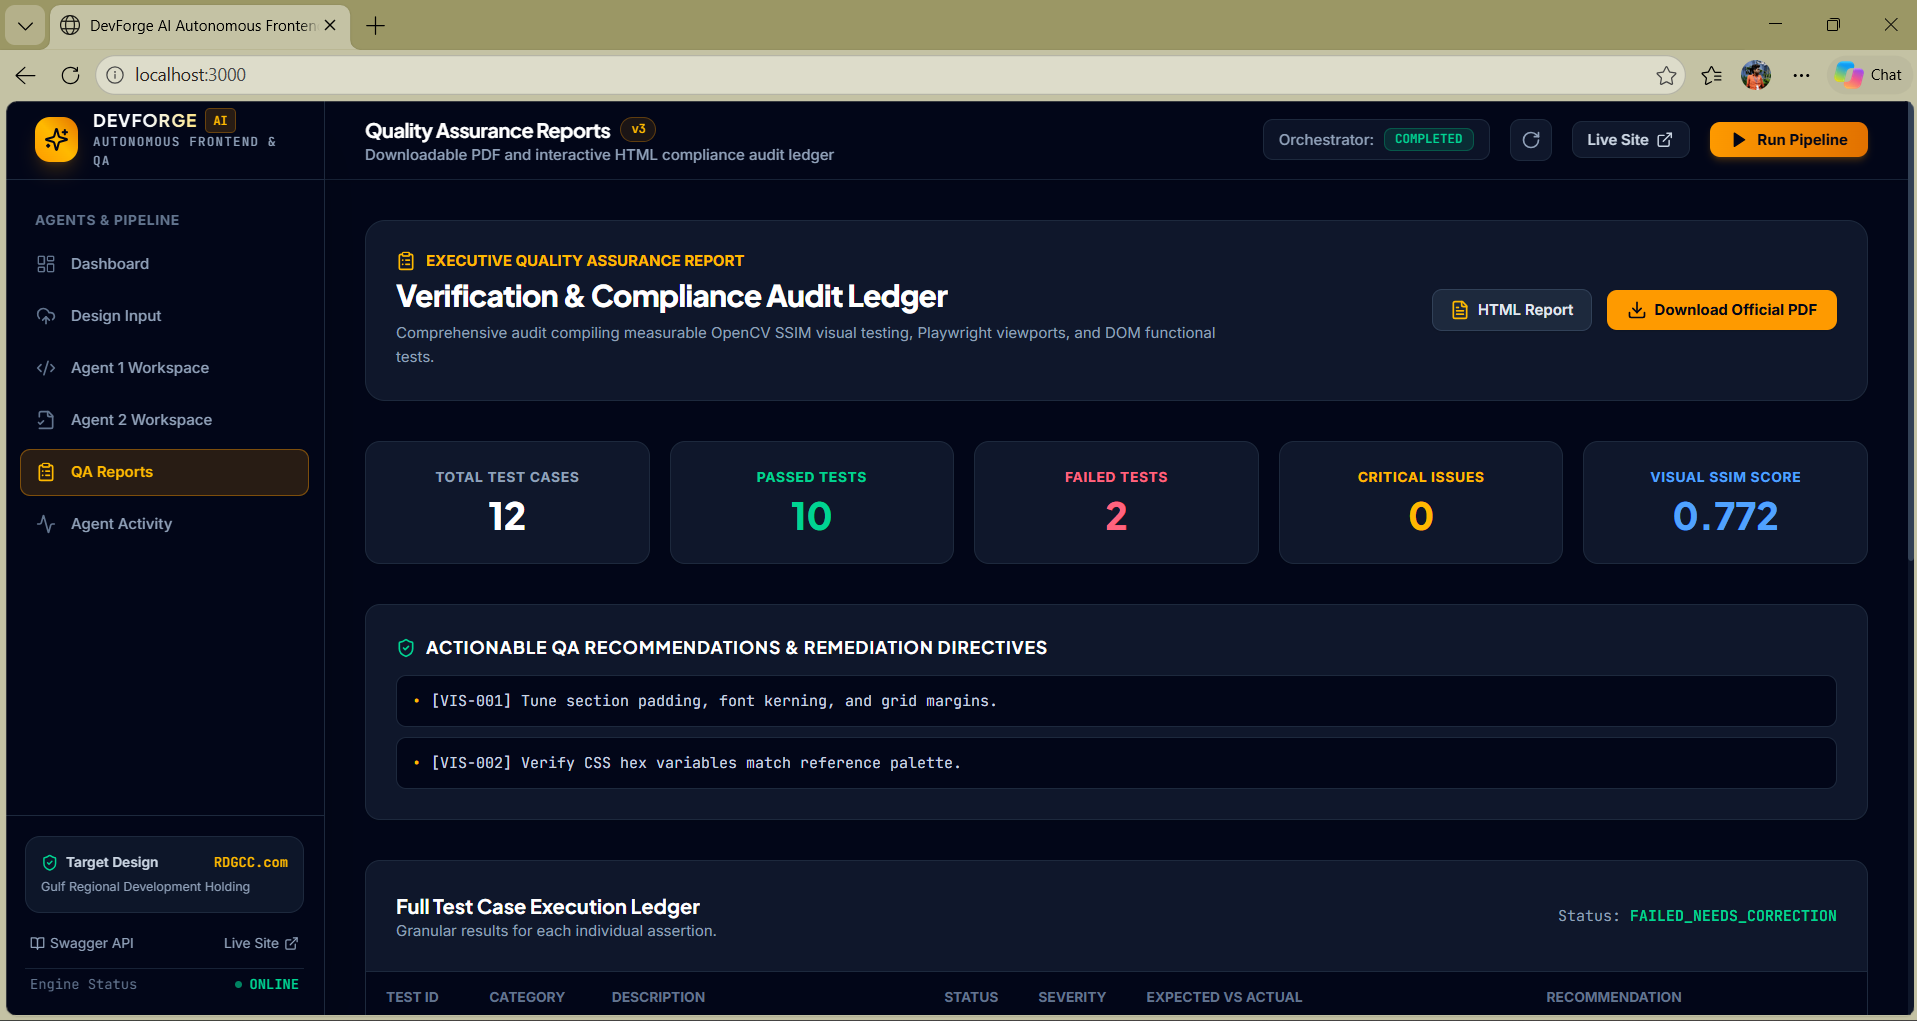 DevForge AI Autonomous Fronten
localhost:3000
Chat
DEVFORGE AI
AUTONOMOUS FRONTEND &
QA
AGENTS & PIPELINE
Dashboard
Design Input
Agent 1 Workspace
Agent 2 Workspace
QA Reports
Agent Activity
Target Design RDGCC.com
Gulf Regional Development Holding
Swagger API Live Site
Engine Status ONLINE
Quality Assurance Reports v3
Downloadable PDF and interactive HTML compliance audit ledger
Orchestrator: COMPLETED
Live Site
Run Pipeline
EXECUTIVE QUALITY ASSURANCE REPORT
Verification & Compliance Audit Ledger
Comprehensive audit compiling measurable OpenCV SSIM visual testing, Playwright viewports, and DOM functional
tests.
HTML Report
Download Official PDF
TOTAL TEST CASES
12
PASSED TESTS
10
FAILED TESTS
2
CRITICAL ISSUES
0
VISUAL SSIM SCORE
0.772
ACTIONABLE QA RECOMMENDATIONS & REMEDIATION DIRECTIVES
• [VIS-001] Tune section padding, font kerning, and grid margins.
• [VIS-002] Verify CSS hex variables match reference palette.
Full Test Case Execution Ledger
Granular results for each individual assertion.
Status: FAILED_NEEDS_CORRECTION
TEST ID CATEGORY DESCRIPTION STATUS SEVERITY EXPECTED VS ACTUAL RECOMMENDATION